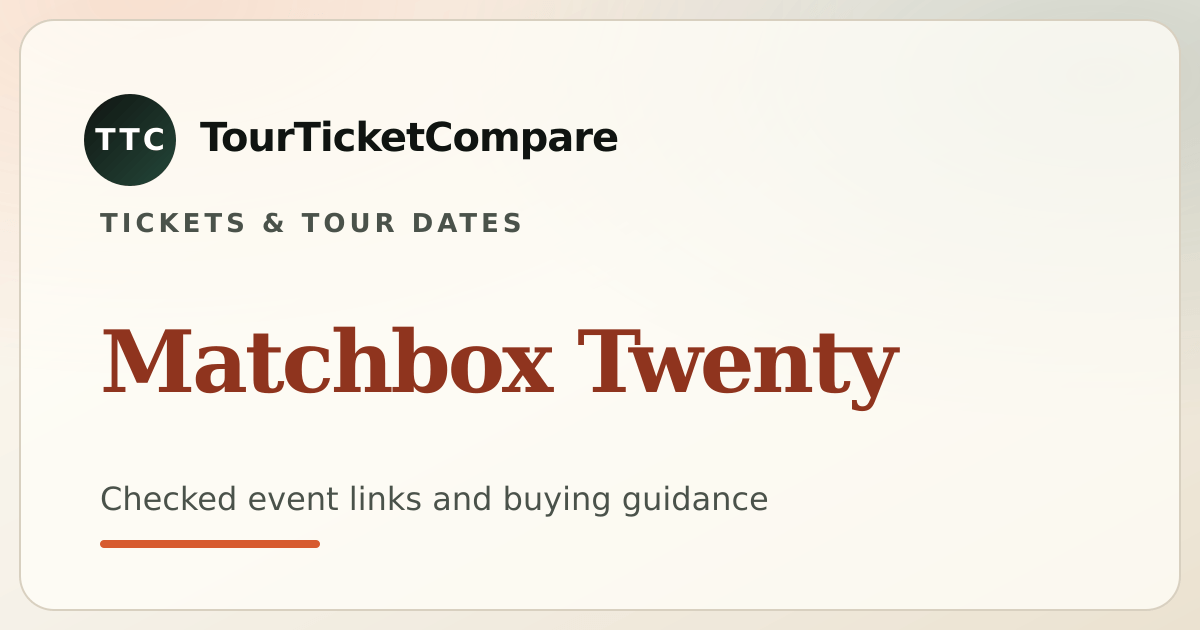 TTC TourTicketCompare
TICKETS & TOUR DATES
Matchbox Twenty
Checked event links and buying guidance